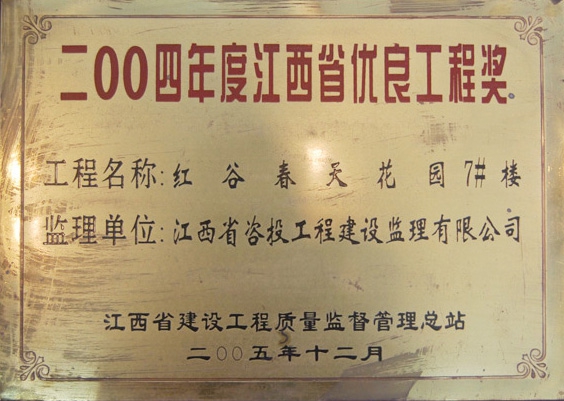 二00四年度江西省优良工程奖
工程名称:红谷春天花园7#楼
监理单位:江西省咨投工程建设监理有限公司
江西省建设工程质量监督管理总站
二00五年十二月